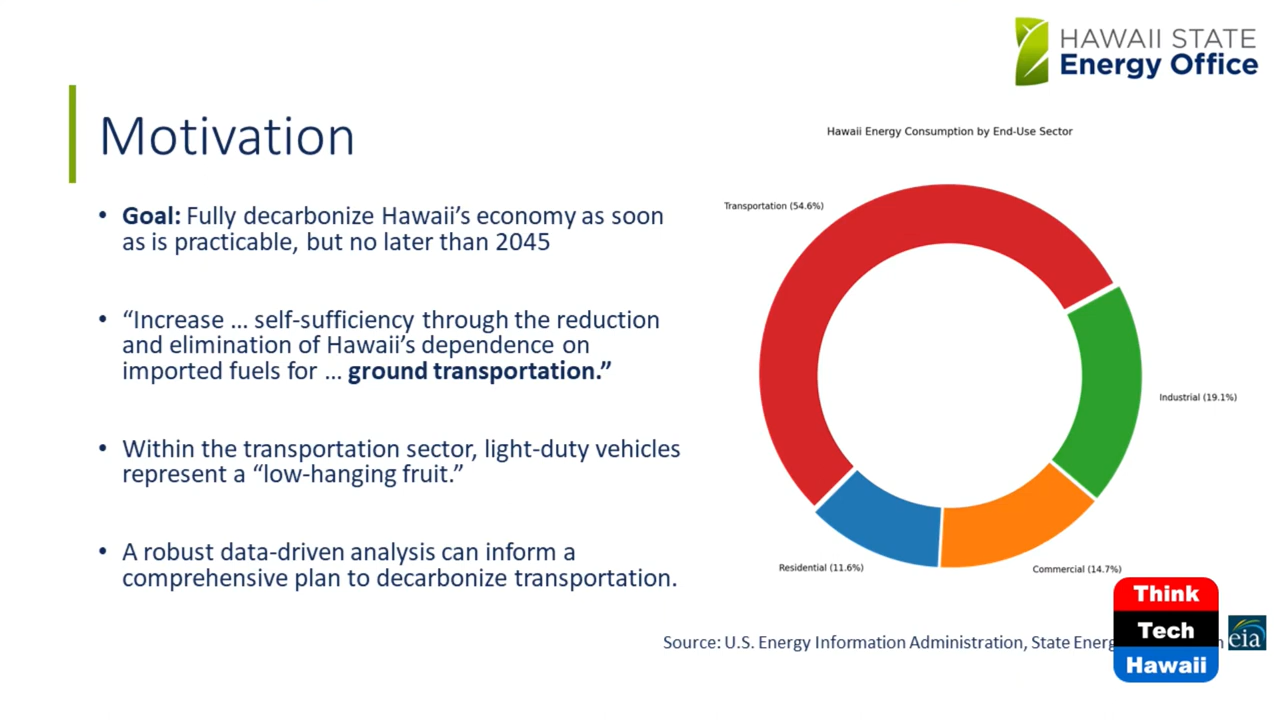 HAWAII STATE
Energy Office
Motivation
• Goal: Fully decarbonize Hawaii’s economy as soon
as is practicable, but no later than 2045
• “Increase ... self-sufficiency through the reduction
and elimination of Hawaii’s dependence on
imported fuels for ... ground transportation.”
• Within the transportation sector, light-duty vehicles
represent a “low-hanging fruit.”
• A robust data-driven analysis can inform a
comprehensive plan to decarbonize transportation.
Hawaii Energy Consumption by End-Use Sector
Transportation (54.6%)
Industrial (19.1%)
Residential (11.6%)
Commercial (14.7%)
Source: U.S. Energy Information Administration, State
eia
Think
Tech
Hawaii